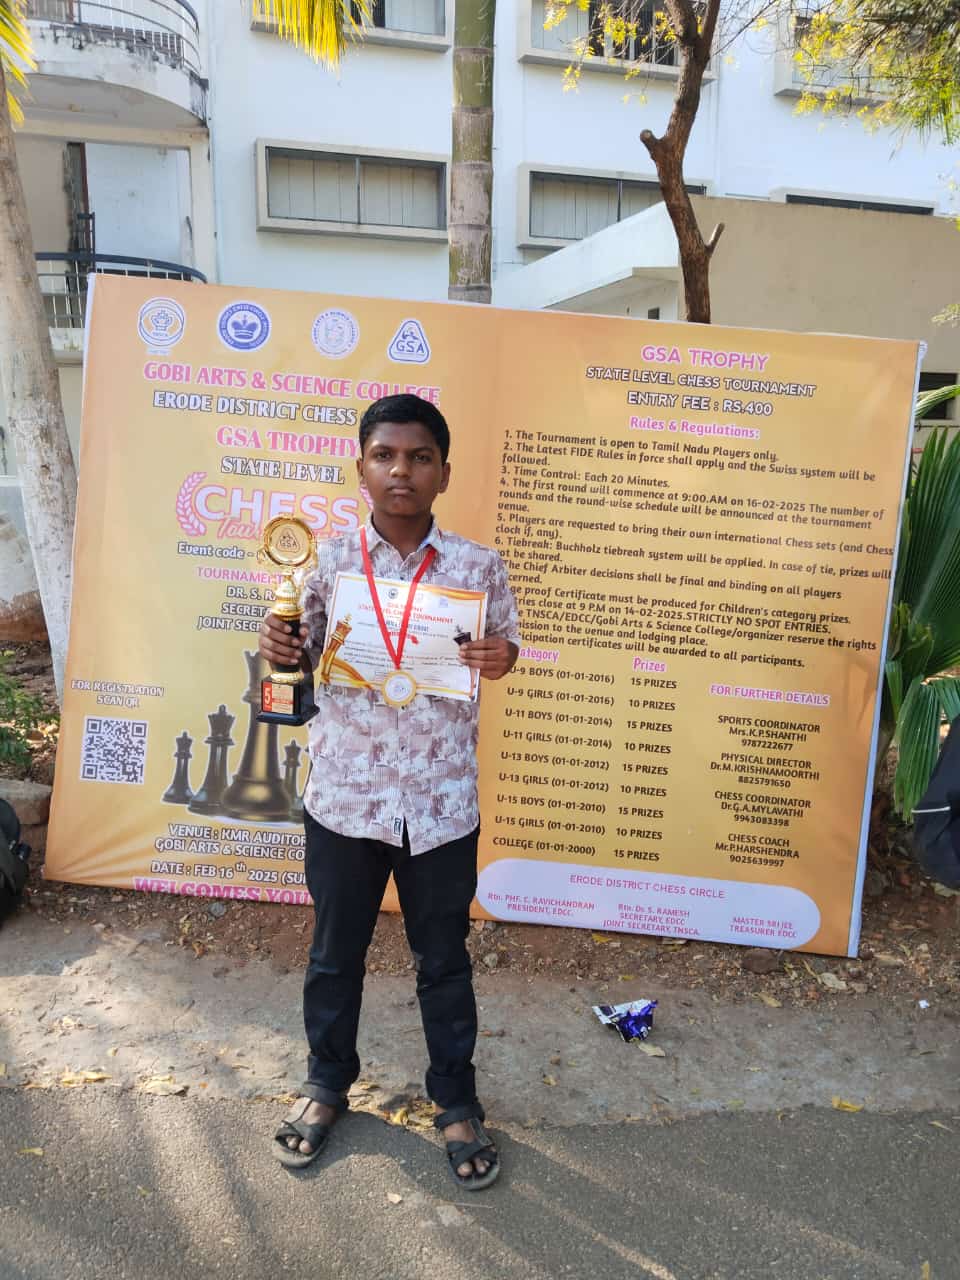 GSA
GOBI ARTS & SCIENCE COLLEGE
ERODE DISTRICT CHESS
GSA TROPHY
STATE LEVEL
CHESS
Event code -
TOURNAMENT
DR. S.
JOINT
FOR REGISTRATION
SCAN QR
VENUE : KMR
GOBI ARTS & SCIENCE
DATE : FEB 16th 2025
WELCOMES YOU
GSA
GSA TROPHY
STATE LEVEL CHESS TOURNAMENT
5
GSA TROPHY
STATE LEVEL CHESS TOURNAMENT
ENTRY FEE : RS.400
Rules & Regulations:
1. The Tournament is open to Tamil Nadu Players only.
2. The Latest FIDE Rules in force shall apply and the Swiss system will be
followed.
3. Time Control: Each 20 Minutes.
4. The first round will commence at 9:00.AM on 16-02-2025 The number of
rounds and the round-wise schedule will be announced at the tournament
venue.
5. Players are requested to bring their own international Chess sets (and Chess
clock if, any).
6. Tiebreak: Buchholz tiebreak system will be applied. In case of tie, prizes will
not be shared.
The Chief Arbiter decisions shall be final and binding on all players
proof Certificate must be produced for Children's category prizes.
close at 9 P.M on 14-02-2025.STRICTLY NO SPOT ENTRIES.
TNSCA/EDCC/Gobi Arts & Science College/organizer reserve the rights
to the venue and lodging place.
certificates will be awarded to all participants.
Category Prizes
U-9 BOYS (01-01-2016) 15 PRIZES
U-9 GIRLS (01-01-2016) 10 PRIZES
U-11 BOYS (01-01-2014) 15 PRIZES
U-11 GIRLS (01-01-2014) 10 PRIZES
U-13 BOYS (01-01-2012) 15 PRIZES
U-13 GIRLS (01-01-2012) 10 PRIZES
U-15 BOYS (01-01-2010) 15 PRIZES
U-15 GIRLS (01-01-2010) 10 PRIZES
COLLEGE (01-01-2000) 15 PRIZES
FOR FURTHER DETAILS
SPORTS COORDINATOR
Mrs.K.P.SHANTHI
9787222677
PHYSICAL DIRECTOR
Dr.M.KRISHNAMOORTHI
8825791650
CHESS COORDINATOR
Dr.G.A.MYLAVATHI
9943083398
CHESS COACH
Mr.P.HARSHENDRA
9025639997
ERODE DISTRICT CHESS CIRCLE
Rtn. PHF. C. RAVICHANDRAN
PRESIDENT, EDCC.
Rtn. Dr. S. RAMESH
SECRETARY, EDCC
JOINT SECRETARY, TNSCA.
MASTER SRI JEE
TREASURER EDCC